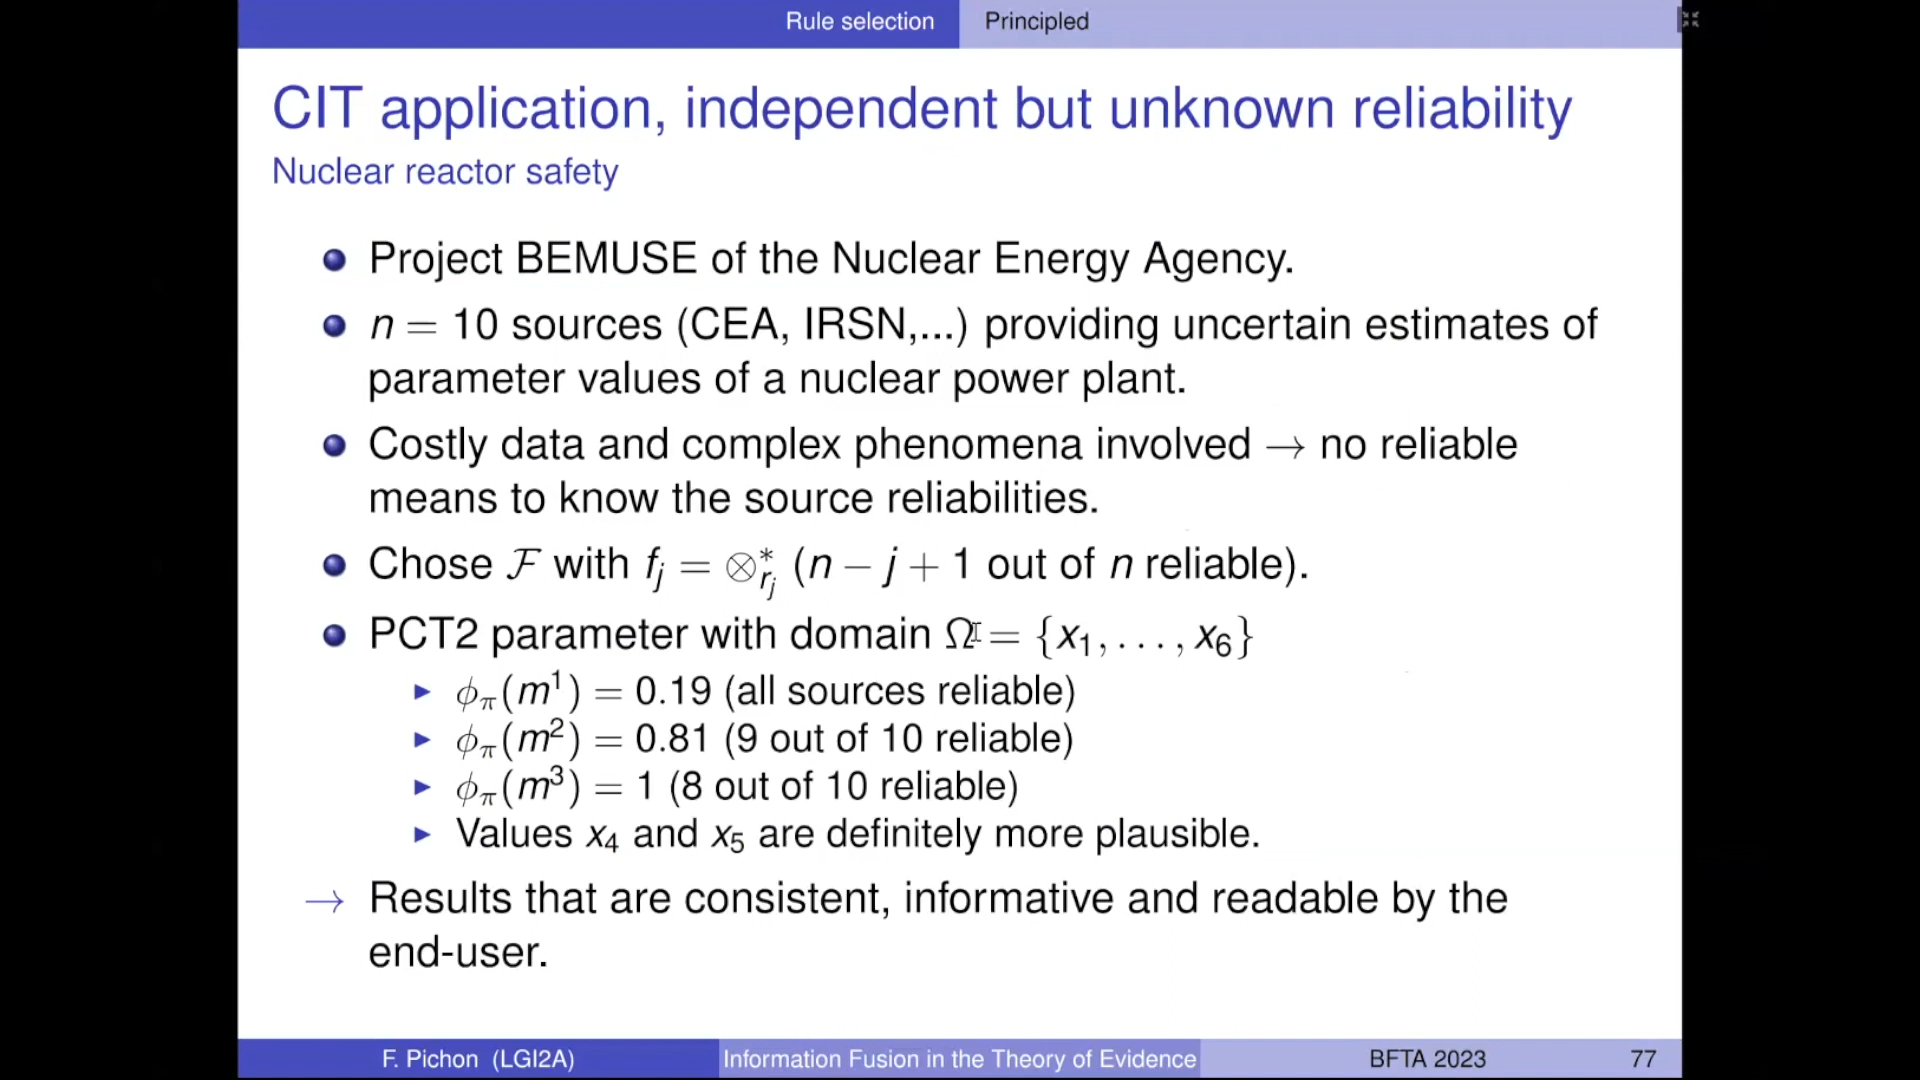 Rule selection Principled
CIT application, independent but unknown reliability
Nuclear reactor safety
Project BEMUSE of the Nuclear Energy Agency.
n = 10 sources (CEA, IRSN,...) providing uncertain estimates of
parameter values of a nuclear power plant.
Costly data and complex phenomena involved → no reliable
means to know the source reliabilities.
Chose ℱ with f_j = ⊗*_{r_j} (n − j + 1 out of n reliable).
PCT2 parameter with domain Ω = {x₁, . . . , x₆}
ϕ_π(m¹) = 0.19 (all sources reliable)
ϕ_π(m²) = 0.81 (9 out of 10 reliable)
ϕ_π(m³) = 1 (8 out of 10 reliable)
Values x₄ and x₅ are definitely more plausible.
→ Results that are consistent, informative and readable by the
end-user.
F. Pichon (LGI2A) Information Fusion in the Theory of Evidence BFTA 2023 77